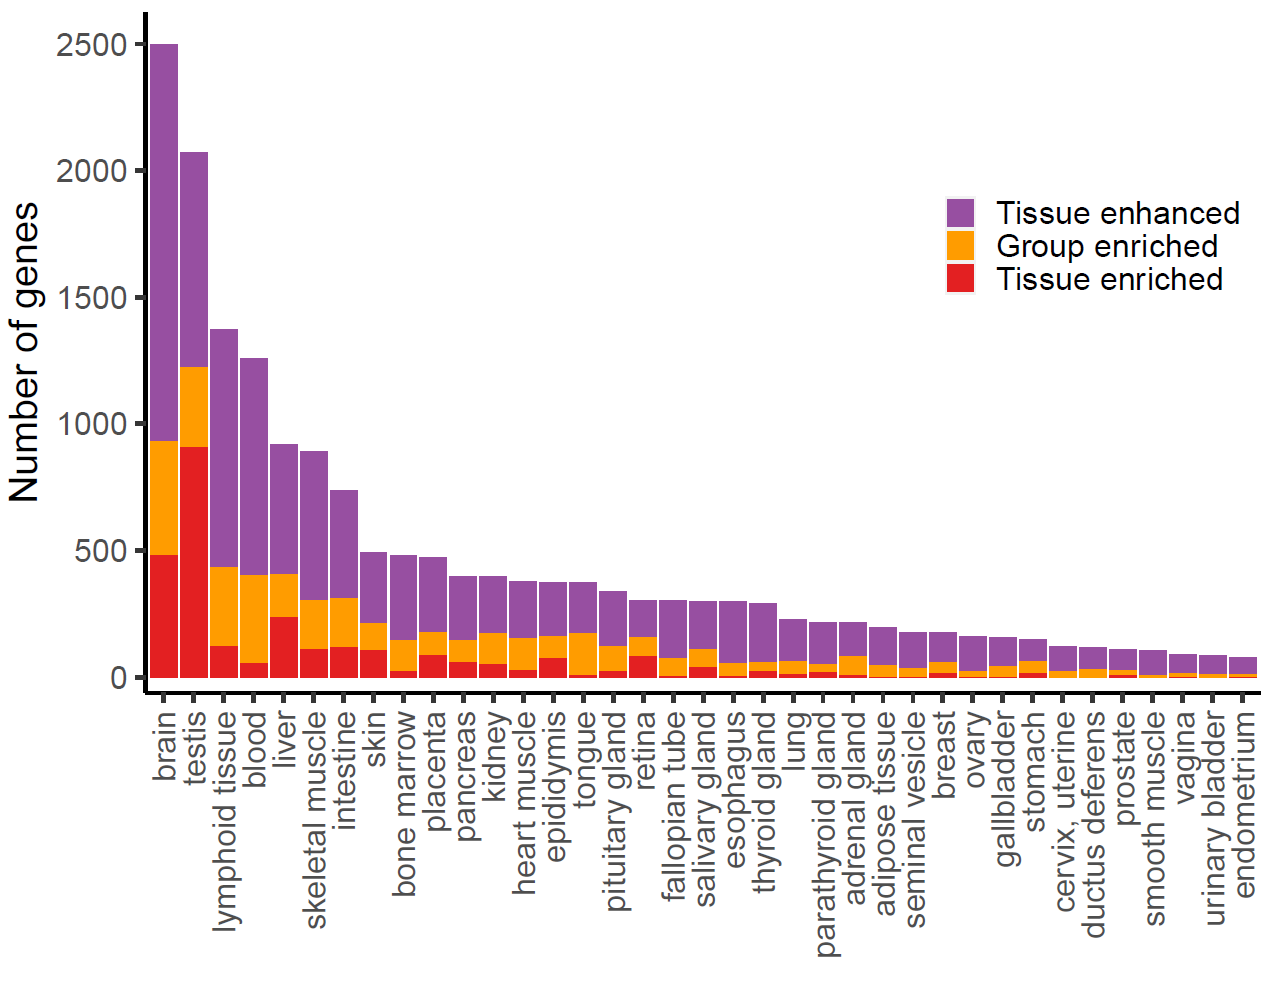 Number of genes
2500
2000
1500
1000
500
0
Tissue enhanced
Group enriched
Tissue enriched
brain
testis
lymphoid tissue
blood
liver
skeletal muscle
intestine
skin
bone marrow
placenta
pancreas
kidney
heart muscle
epididymis
tongue
pituitary gland
retina
fallopian tube
salivary gland
esophagus
thyroid gland
lung
parathyroid gland
adrenal gland
adipose tissue
seminal vesicle
breast
ovary
gallbladder
stomach
cervix, uterine
ductus deferens
prostate
smooth muscle
vagina
urinary bladder
endometrium